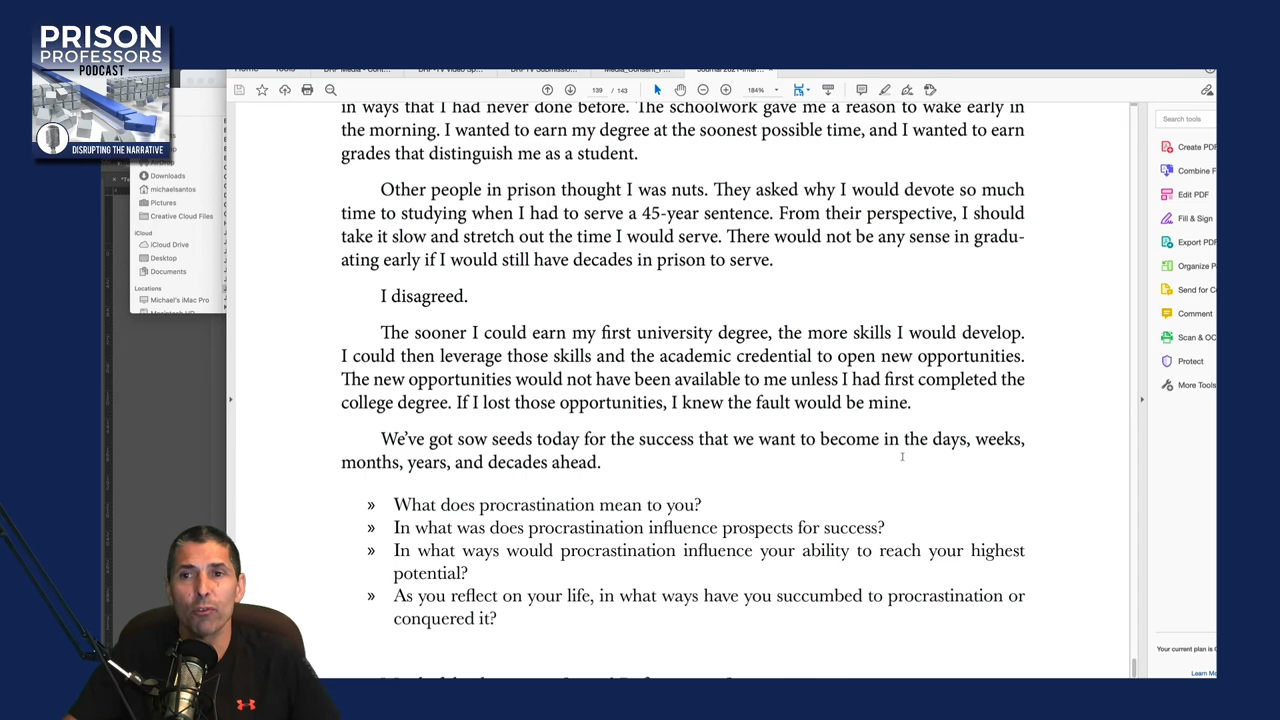 PRISON
PROFESSORS
PODCAST
DISRUPTING THE NARRATIVE
139 / 143
184%
Search tools
Create PDF
Combine F
Edit PDF
Fill & Sign
Export PDF
Organize P
Send for C
Comment
Scan & OC
Protect
More Tools
Your current plan is
Learn Mo
Downloads
michaelsantos
Pictures
Creative Cloud Files
iCloud
iCloud Drive
Desktop
Documents
Locations
Michael's iMac Pro
in ways that I had never done before. The schoolwork gave me a reason to wake early in
the morning. I wanted to earn my degree at the soonest possible time, and I wanted to earn
grades that distinguish me as a student.
Other people in prison thought I was nuts. They asked why I would devote so much
time to studying when I had to serve a 45-year sentence. From their perspective, I should
take it slow and stretch out the time I would serve. There would not be any sense in gradu-
ating early if I would still have decades in prison to serve.
I disagreed.
The sooner I could earn my first university degree, the more skills I would develop.
I could then leverage those skills and the academic credential to open new opportunities.
The new opportunities would not have been available to me unless I had first completed the
college degree. If I lost those opportunities, I knew the fault would be mine.
We've got sow seeds today for the success that we want to become in the days, weeks,
months, years, and decades ahead.
» What does procrastination mean to you?
» In what was does procrastination influence prospects for success?
» In what ways would procrastination influence your ability to reach your highest
potential?
» As you reflect on your life, in what ways have you succumbed to procrastination or
conquered it?